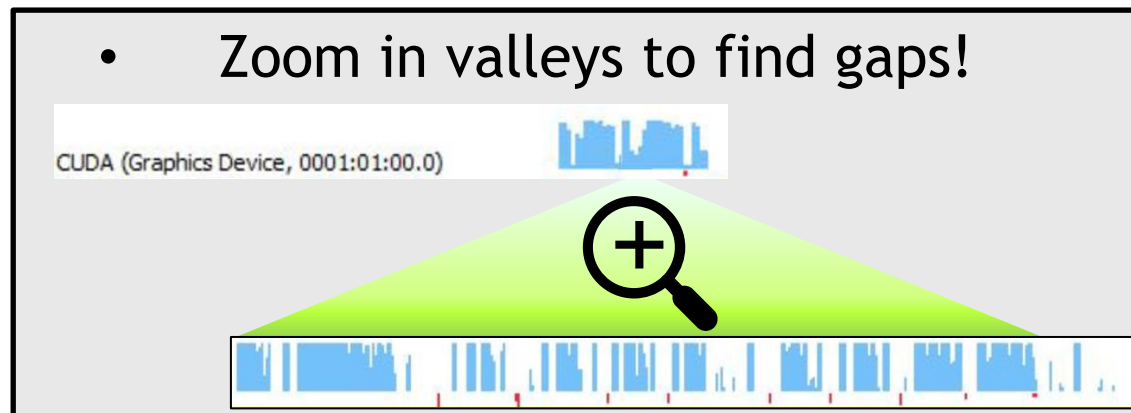 • Zoom in valleys to find gaps!
CUDA (Graphics Device, 0001:01:00.0)